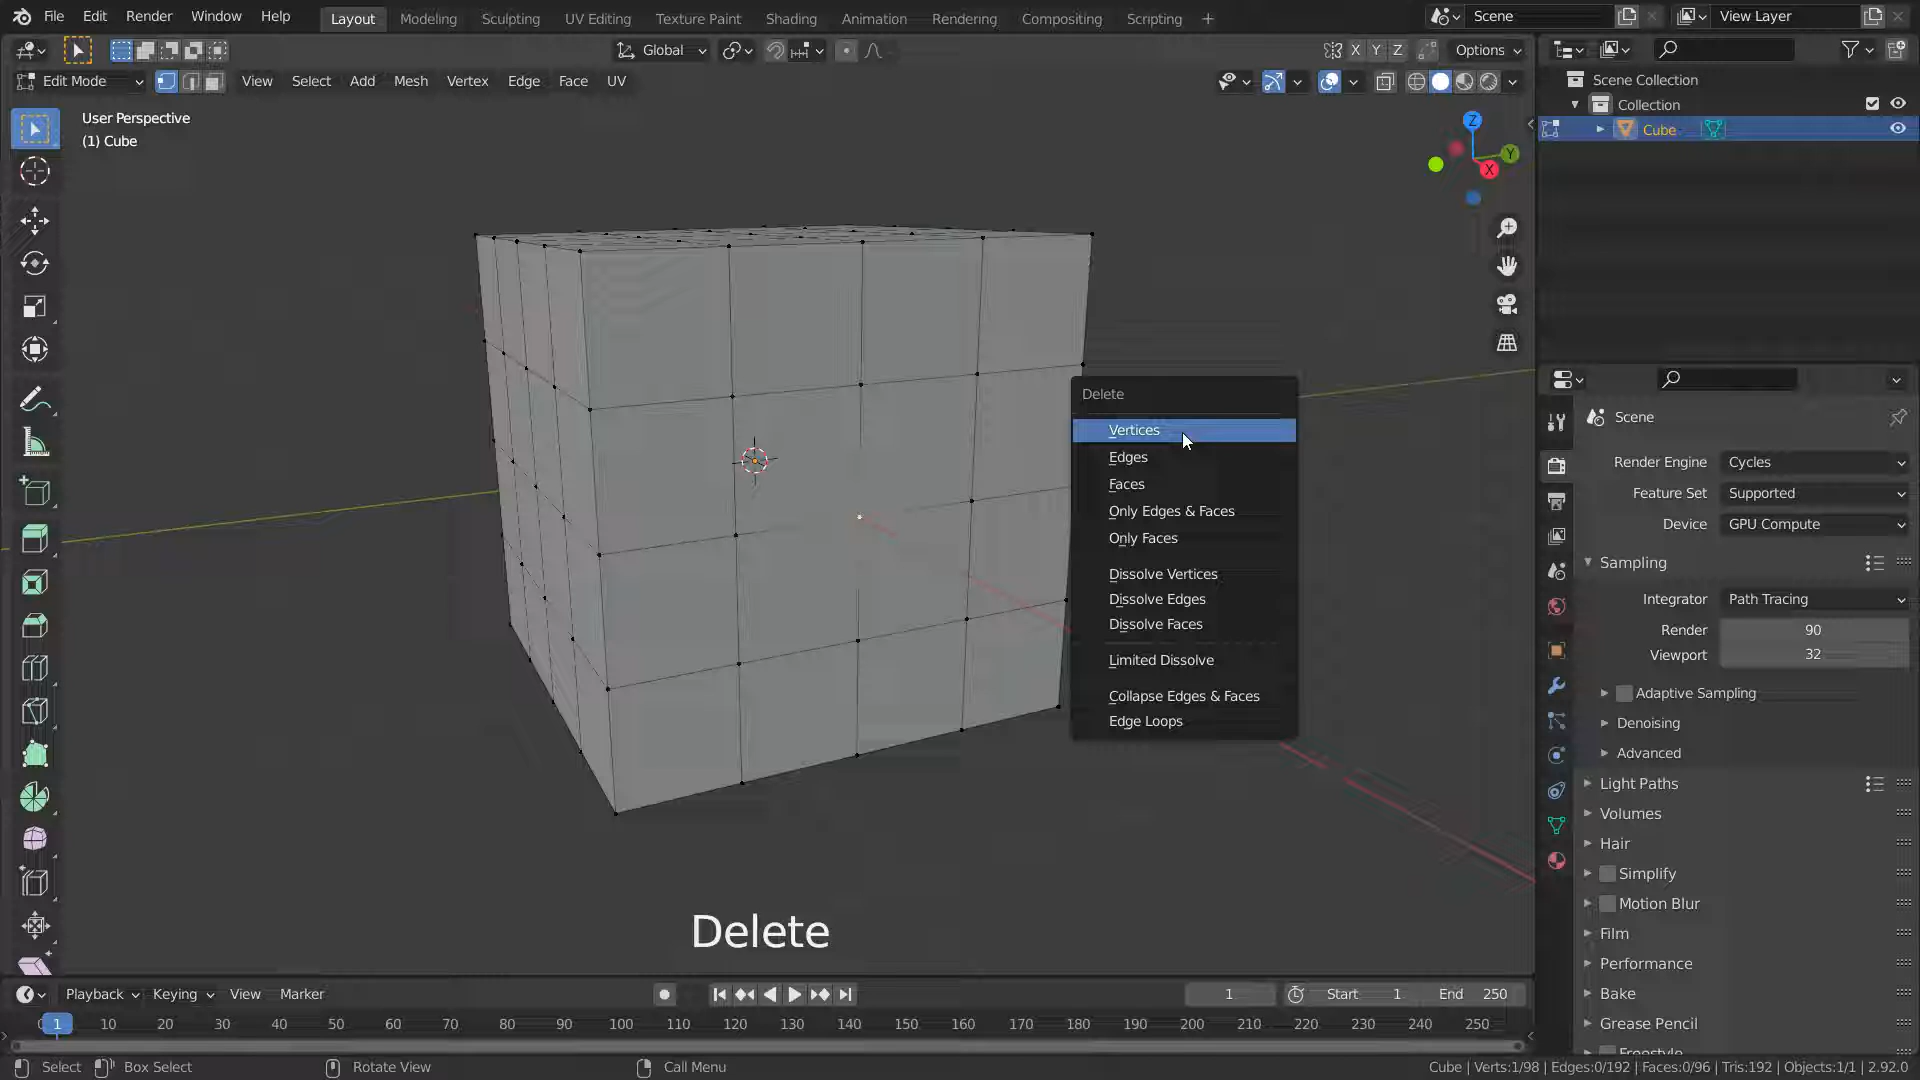 File Edit Render Window Help Layout Modeling Sculpting UV Editing Texture Paint Shading Animation Rendering Compositing Scripting + Scene View Layer
Global X Y Z Options
Edit Mode View Select Add Mesh Vertex Edge Face UV
Scene Collection
Collection
Cube
User Perspective
(1) Cube
Z
Y
X
Delete
Vertices
Edges
Faces
Only Edges & Faces
Only Faces
Dissolve Vertices
Dissolve Edges
Dissolve Faces
Limited Dissolve
Collapse Edges & Faces
Edge Loops
Scene
Render Engine Cycles
Feature Set Supported
Device GPU Compute
Sampling
Integrator Path Tracing
Render 90
Viewport 32
Adaptive Sampling
Denoising
Advanced
Light Paths
Volumes
Hair
Simplify
Motion Blur
Film
Performance
Bake
Grease Pencil
Freestyle
Delete
Playback Keying View Marker 1 Start 1 End 250
1 10 20 30 40 50 60 70 80 90 100 110 120 130 140 150 160 170 180 190 200 210 220 230 240 250
Select Box Select Rotate View Call Menu Cube | Verts:1/98 | Edges:0/192 | Faces:0/96 | Tris:192 | Objects:1/1 | 2.92.0